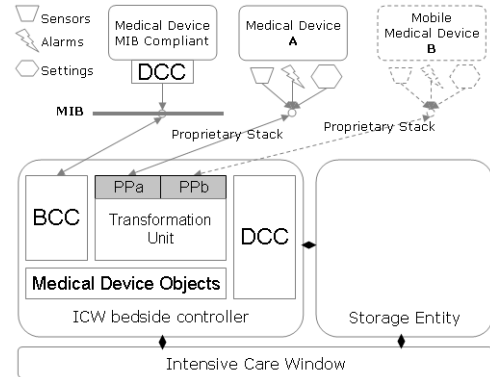 Sensors
Alarms
Settings
Medical Device
MIB Compliant
DCC
Medical Device
A
Mobile
Medical Device
B
MIB
Proprietary Stack
Proprietary Stack
BCC
PPa
PPb
Transformation
Unit
DCC
Medical Device Objects
ICW bedside controller
Storage Entity
Intensive Care Window